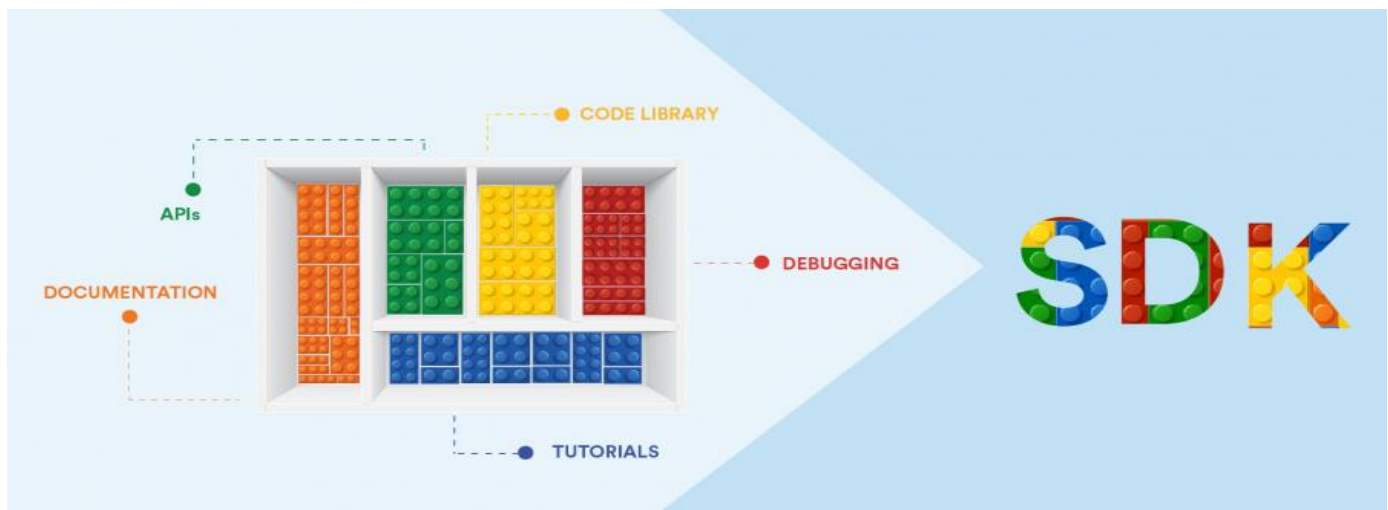 CODE LIBRARY
APIs
DEBUGGING
DOCUMENTATION
TUTORIALS
SDK